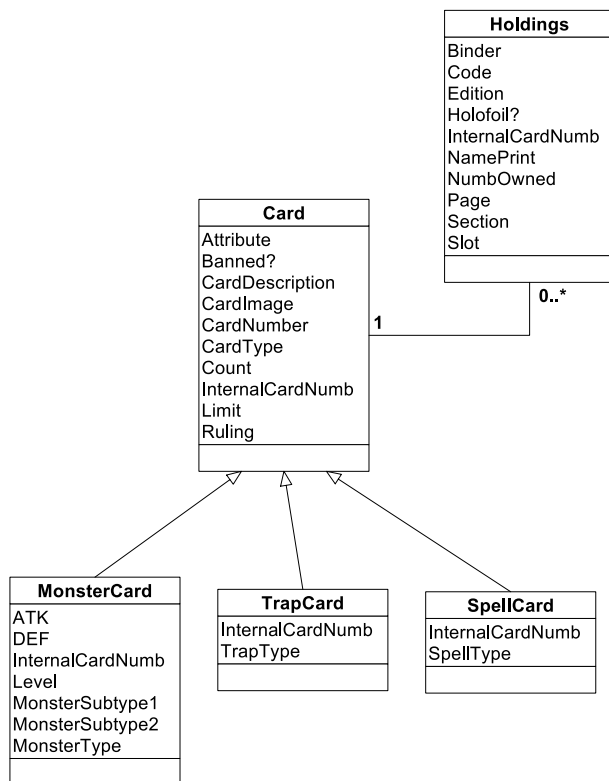 Holdings
Binder
Code
Edition
Holofoil?
InternalCardNumb
NamePrint
NumbOwned
Page
Section
Slot
0..*
1
Card
Attribute
Banned?
CardDescription
CardImage
CardNumber
CardType
Count
InternalCardNumb
Limit
Ruling
MonsterCard
ATK
DEF
InternalCardNumb
Level
MonsterSubtype1
MonsterSubtype2
MonsterType
TrapCard
InternalCardNumb
TrapType
SpellCard
InternalCardNumb
SpellType